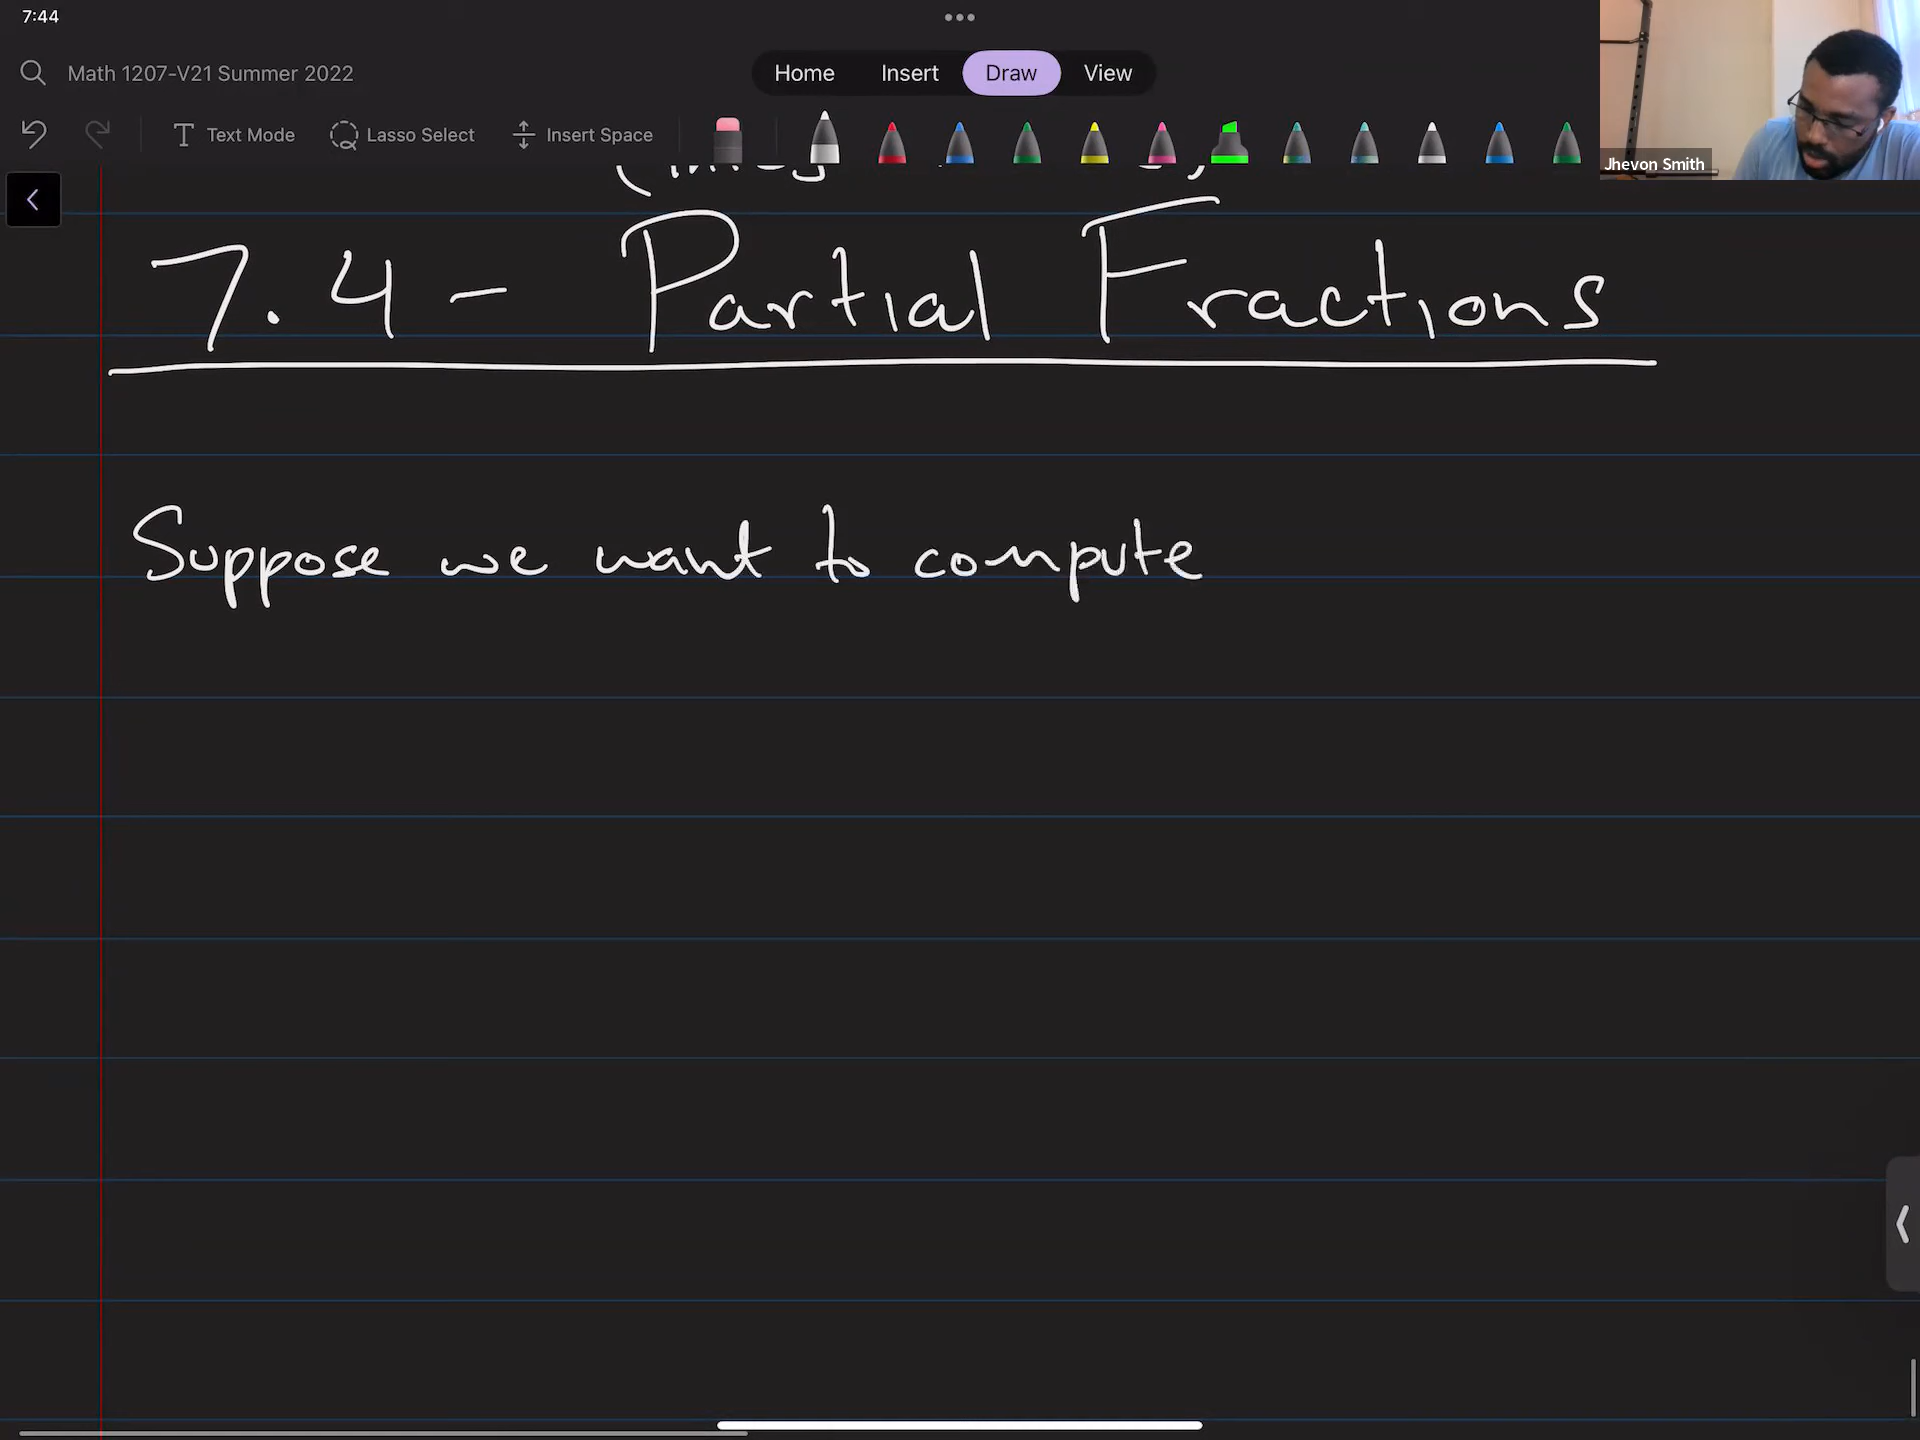 7:44
Math 1207-V21 Summer 2022
Home Insert Draw View
Text Mode Lasso Select Insert Space
Jhevon Smith
7.4 - Partial Fractions
Suppose we want to compute